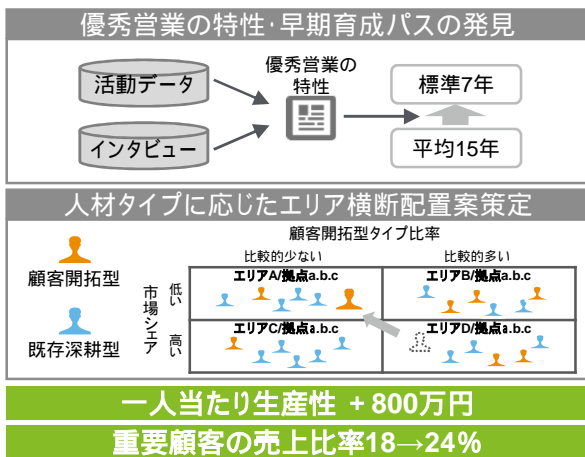 優秀営業の特性・早期育成パスの発見
活動データ
インタビュー
優秀営業の
特性
標準7年
平均15年
人材タイプに応じたエリア横断配置案策定
顧客開拓型
既存深耕型
顧客開拓型タイプ比率
比較的少ない
比較的多い
市場シェア
低い
高い
エリアA/拠点a.b.c
エリアB/拠点a.b.c
エリアC/拠点a.b.c
エリアD/拠点a.b.c
一人当たり生産性 +800万円
重要顧客の売上比率18→24%